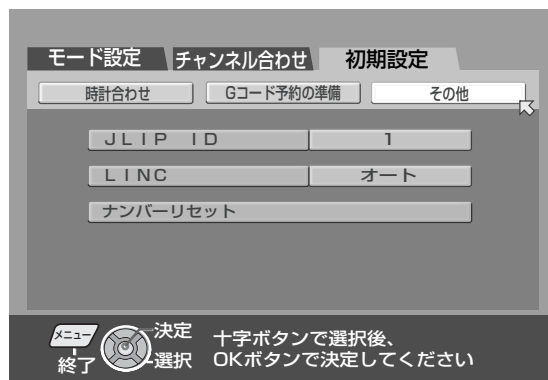 モード設定 チャンネル合わせ 初期設定
時計合わせ Gコード予約の準備 その他
JLIP ID 1
LINC オート
ナンバーリセット
メニュー 決定 十字ボタンで選択後、
終了 選択 OKボタンで決定してください